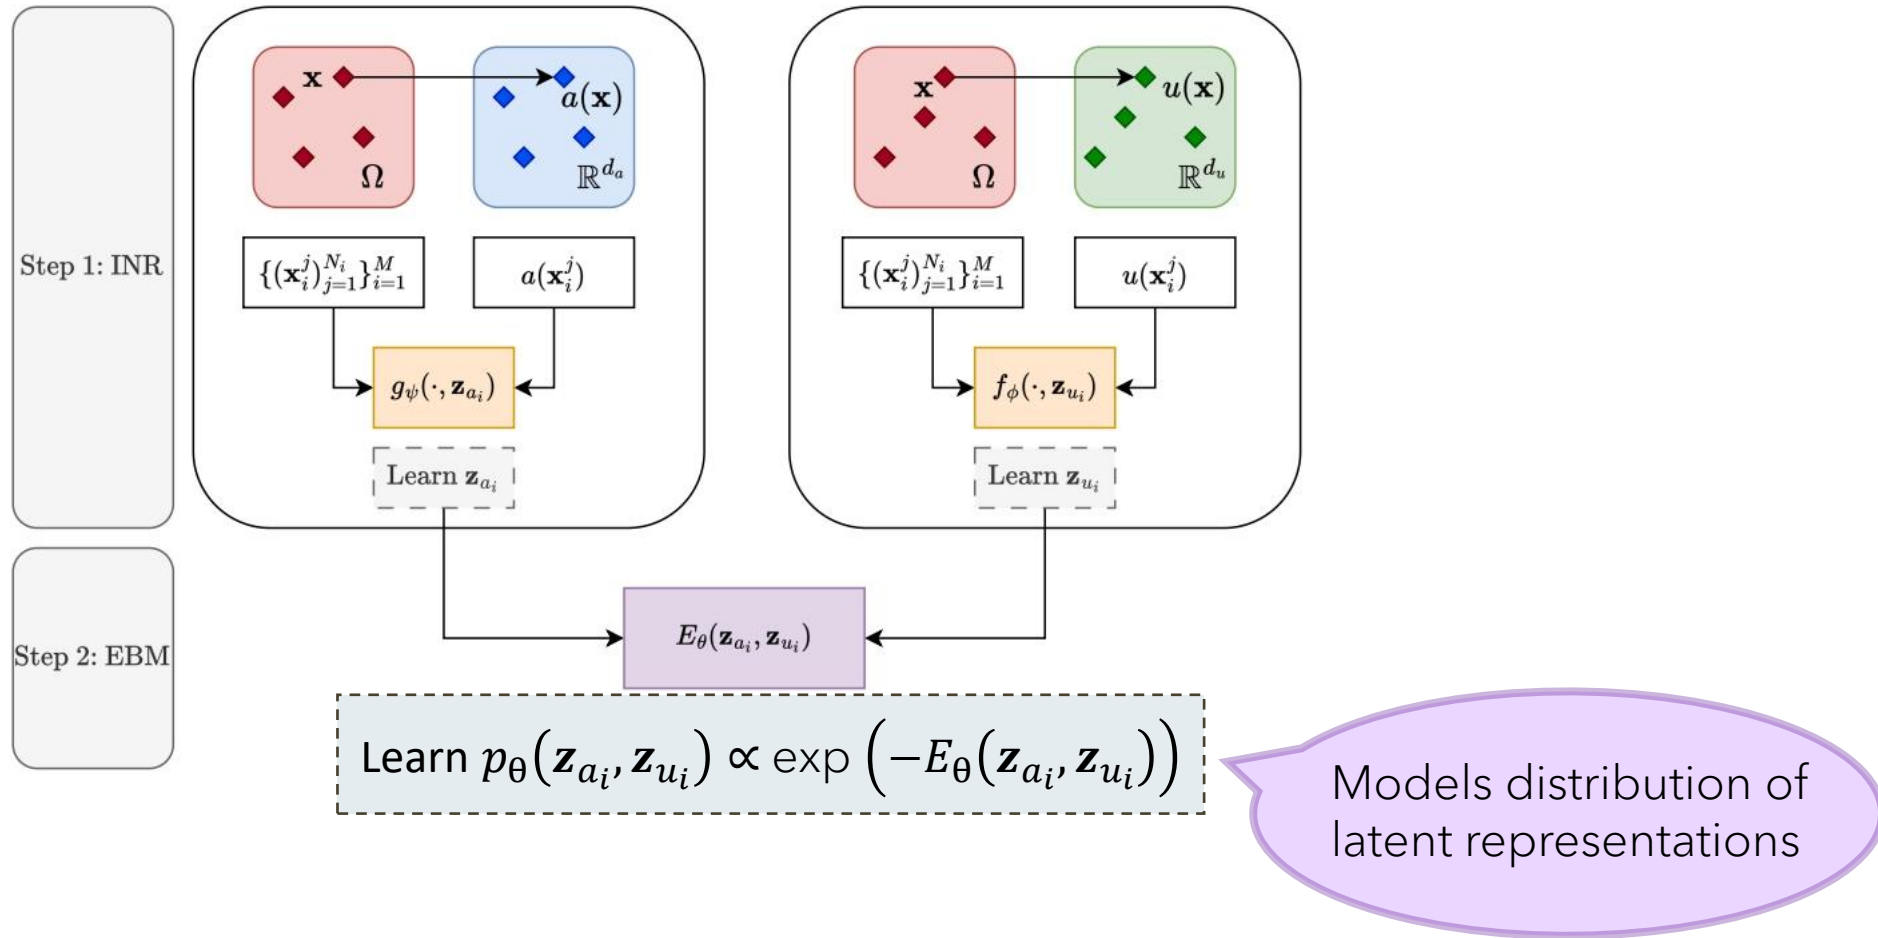 Step 1: INR
x
a(x)
Ω
ℝ^{d_a}
{(x_i^j)_{j=1}^{N_i}}_{i=1}^M
a(x_i^j)
g_ψ(·, z_{a_i})
Learn z_{a_i}
x
u(x)
Ω
ℝ^{d_u}
{(x_i^j)_{j=1}^{N_i}}_{i=1}^M
u(x_i^j)
f_ϕ(·, z_{u_i})
Learn z_{u_i}
Step 2: EBM
E_θ(z_{a_i}, z_{u_i})
Learn p_θ(z_{a_i}, z_{u_i}) ∝ exp (−E_θ(z_{a_i}, z_{u_i}))
Models distribution of
latent representations